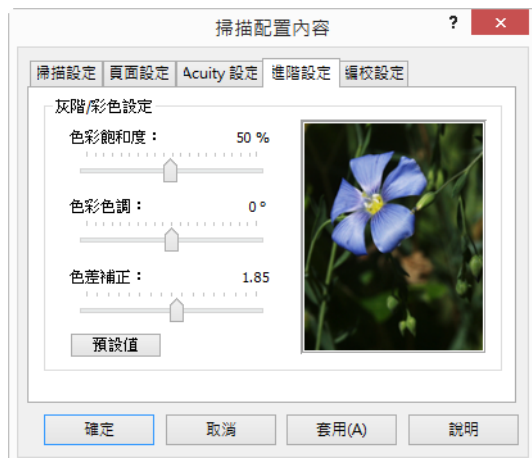 掃描配置內容
? ×
掃描設定 頁面設定 Acuity 設定 進階設定 編校設定
灰階/彩色設定
色彩飽和度： 50 %
色彩色調： 0 °
色差補正： 1.85
預設值
確定 取消 套用(A) 說明